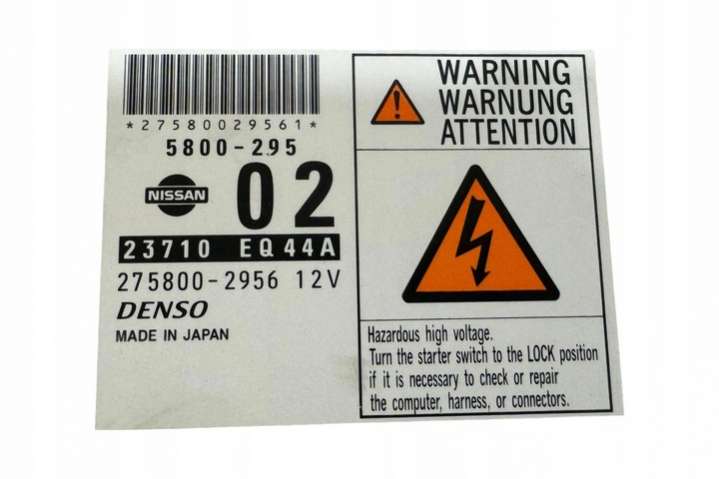 *27580029561*
5800-295
NISSAN
02
23710 EQ44A
275800-2956 12V
DENSO
MADE IN JAPAN
WARNING
WARNUNG
ATTENTION
Hazardous high voltage.
Turn the starter switch to the LOCK position
if it is necessary to check or repair
the computer, harness, or connectors.